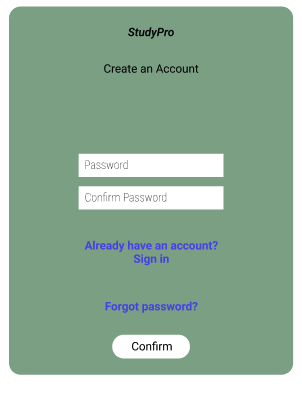 StudyPro
Create an Account
Password
Confirm Password
Already have an account?
Sign in
Forgot password?
Confirm